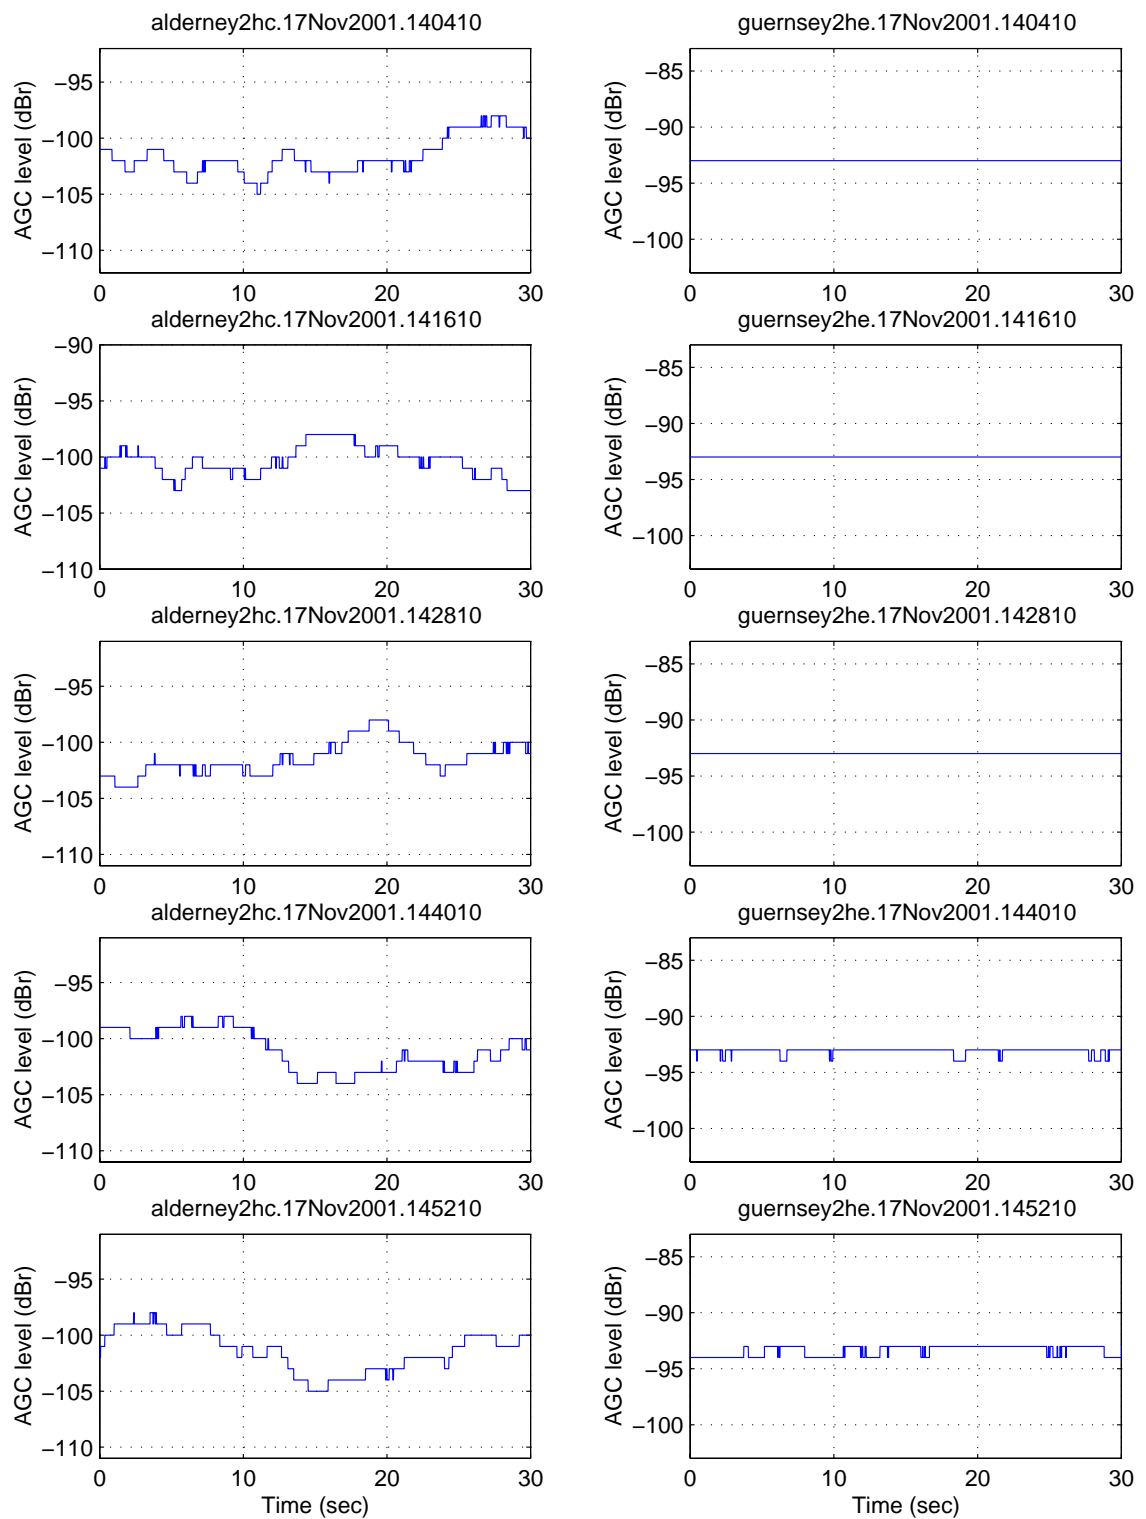 alderney2hc.17Nov2001.140410
AGC level (dBr)
−95
−100
−105
−110
0 10 20 30
guernsey2he.17Nov2001.140410
AGC level (dBr)
−85
−90
−95
−100
0 10 20 30
alderney2hc.17Nov2001.141610
AGC level (dBr)
−90
−95
−100
−105
−110
0 10 20 30
guernsey2he.17Nov2001.141610
AGC level (dBr)
−85
−90
−95
−100
0 10 20 30
alderney2hc.17Nov2001.142810
AGC level (dBr)
−95
−100
−105
−110
0 10 20 30
guernsey2he.17Nov2001.142810
AGC level (dBr)
−85
−90
−95
−100
0 10 20 30
alderney2hc.17Nov2001.144010
AGC level (dBr)
−95
−100
−105
−110
0 10 20 30
guernsey2he.17Nov2001.144010
AGC level (dBr)
−85
−90
−95
−100
0 10 20 30
alderney2hc.17Nov2001.145210
AGC level (dBr)
−95
−100
−105
−110
0 10 20 30
Time (sec)
guernsey2he.17Nov2001.145210
AGC level (dBr)
−85
−90
−95
−100
0 10 20 30
Time (sec)